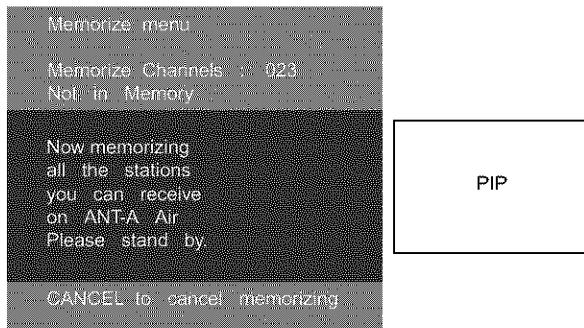 Memorize menu
Memorize Channels : 023
Not in Memory
Now memorizing
all the stations
you can receive
on ANT-A Air
Please stand by.
CANCEL to cancel memorizing
PIP